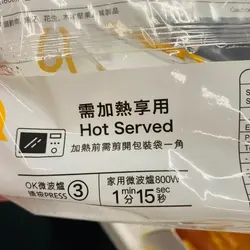 需加熱享用
Hot Served
加熱前需剪開包裝袋一角
OK微波爐
請按PRESS 3
家用微波爐800W
1分 min 15秒 sec